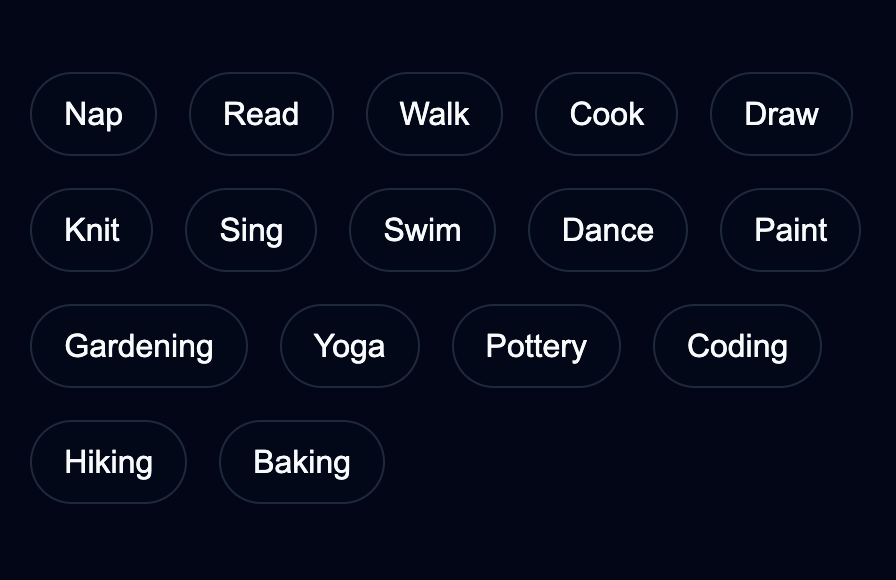 Nap Read Walk Cook Draw
Knit Sing Swim Dance Paint
Gardening Yoga Pottery Coding
Hiking Baking